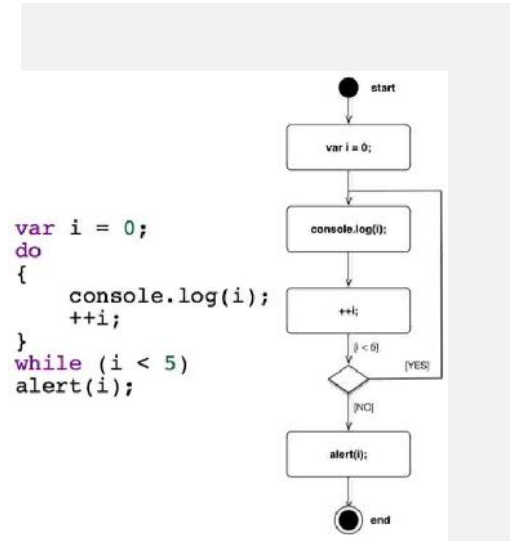 var i = 0;
do
{
console.log(i);
++i;
}
while (i < 5)
alert(i);
start
var i = 0;
console.log(i);
++i;
[i < 5]
[YES]
[NO]
alert(i);
end